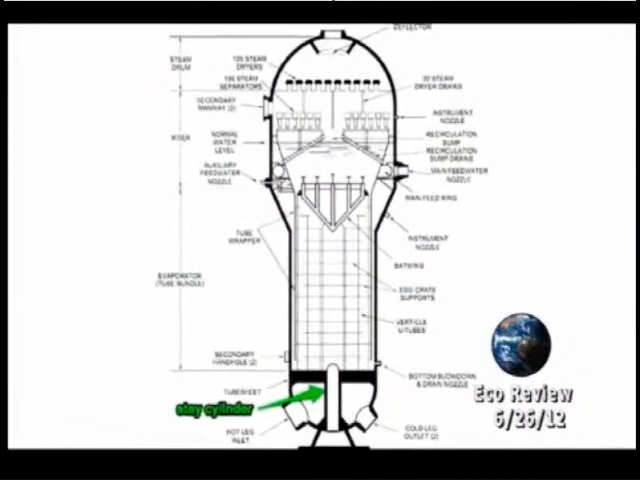 DEFLECTOR
STEAM
DRUM
STEAM
DRYERS
STEAM
SEPARATORS
STEAM
DRYER DRAINS
SECONDARY
MANWAY (2)
INSTRUMENT
NOZZLE
RISER
NORMAL
WATER
LEVEL
RECIRCULATION
SUMP
RECIRCULATION
SUMP DRAINS
AUXILIARY
FEEDWATER
NOZZLE
MAIN FEEDWATER
NOZZLE
MAIN FEED RING
TUBE
WRAPPER
INSTRUMENT
NOZZLE
BATWING
EVAPORATOR
(TUBE BUNDLE)
EGG CRATE
SUPPORTS
VERTICLE
U-TUBES
SECONDARY
HANDHOLE (2)
BOTTOM BLOWDOWN
& DRAIN NOZZLE
TUBESHEET
stay cylinder
HOT LEG
INLET
COLD LEG
OUTLET (2)
Eco Review
6/26/12